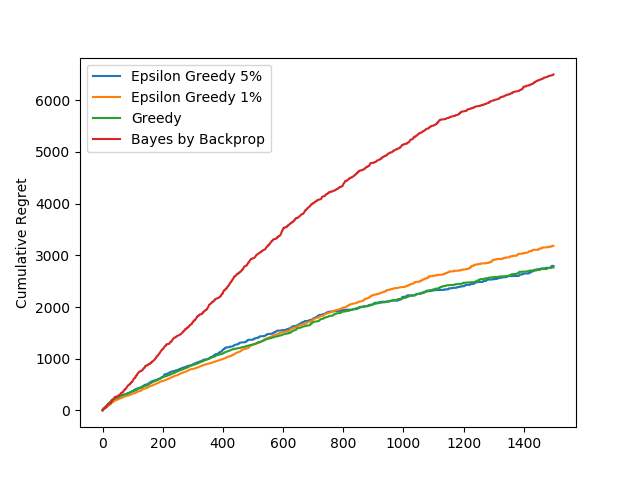 Epsilon Greedy 5%
Epsilon Greedy 1%
Greedy
Bayes by Backprop
Cumulative Regret
6000
5000
4000
3000
2000
1000
0
0 200 400 600 800 1000 1200 1400